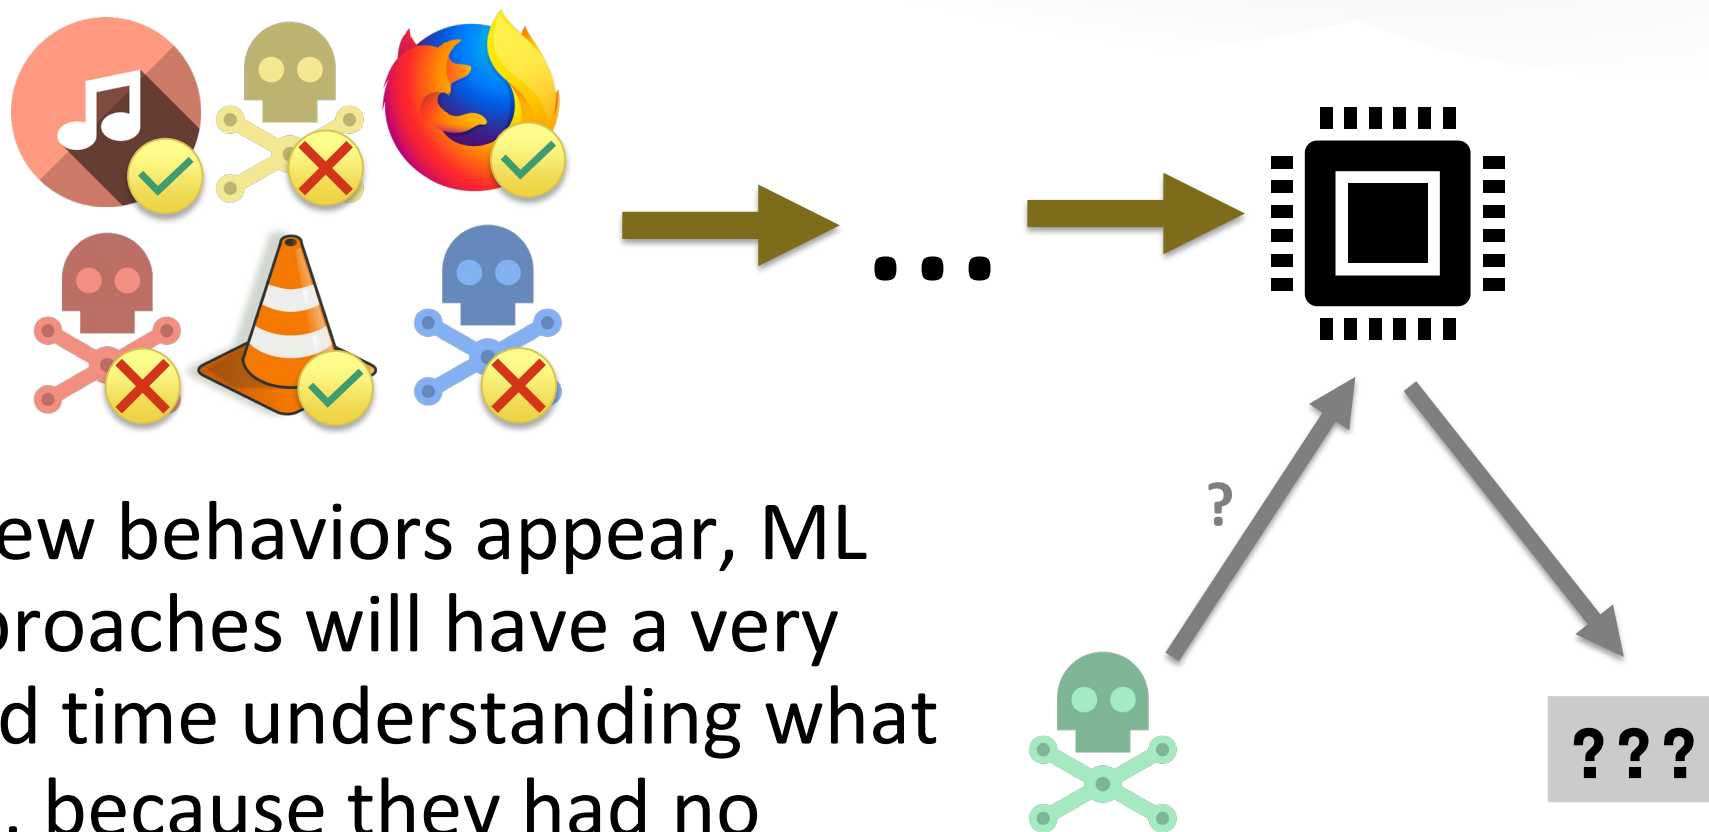 ...
?
ew behaviors appear, ML
proaches will have a very
d time understanding what
. because they had no
???